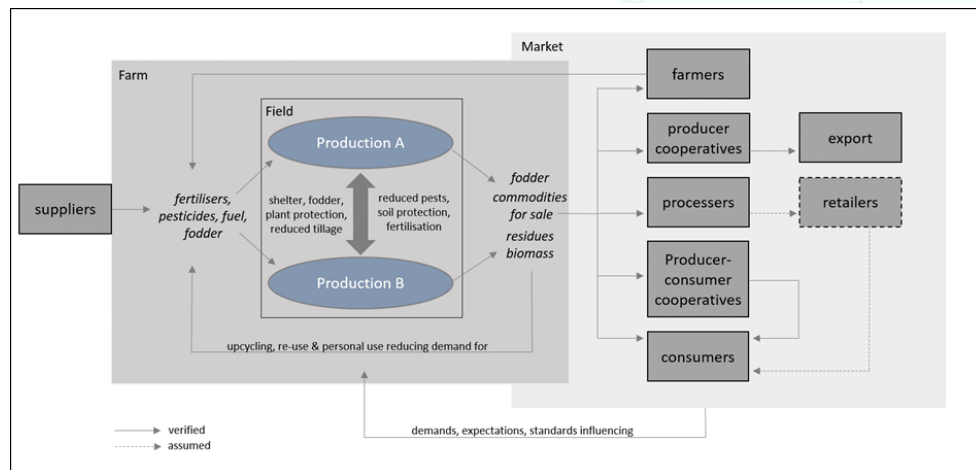 Market
Farm
farmers
Field
Production A
producer
cooperatives
export
suppliers
fertilisers,
pesticides, fuel,
fodder
shelter, fodder,
plant protection,
reduced tillage
reduced pests,
soil protection,
fertilisation
fodder
commodities
for sale
residues
biomass
processers
retailers
Production B
Producer-
consumer
cooperatives
upcycling, re-use & personal use reducing demand for
consumers
verified
assumed
demands, expectations, standards influencing